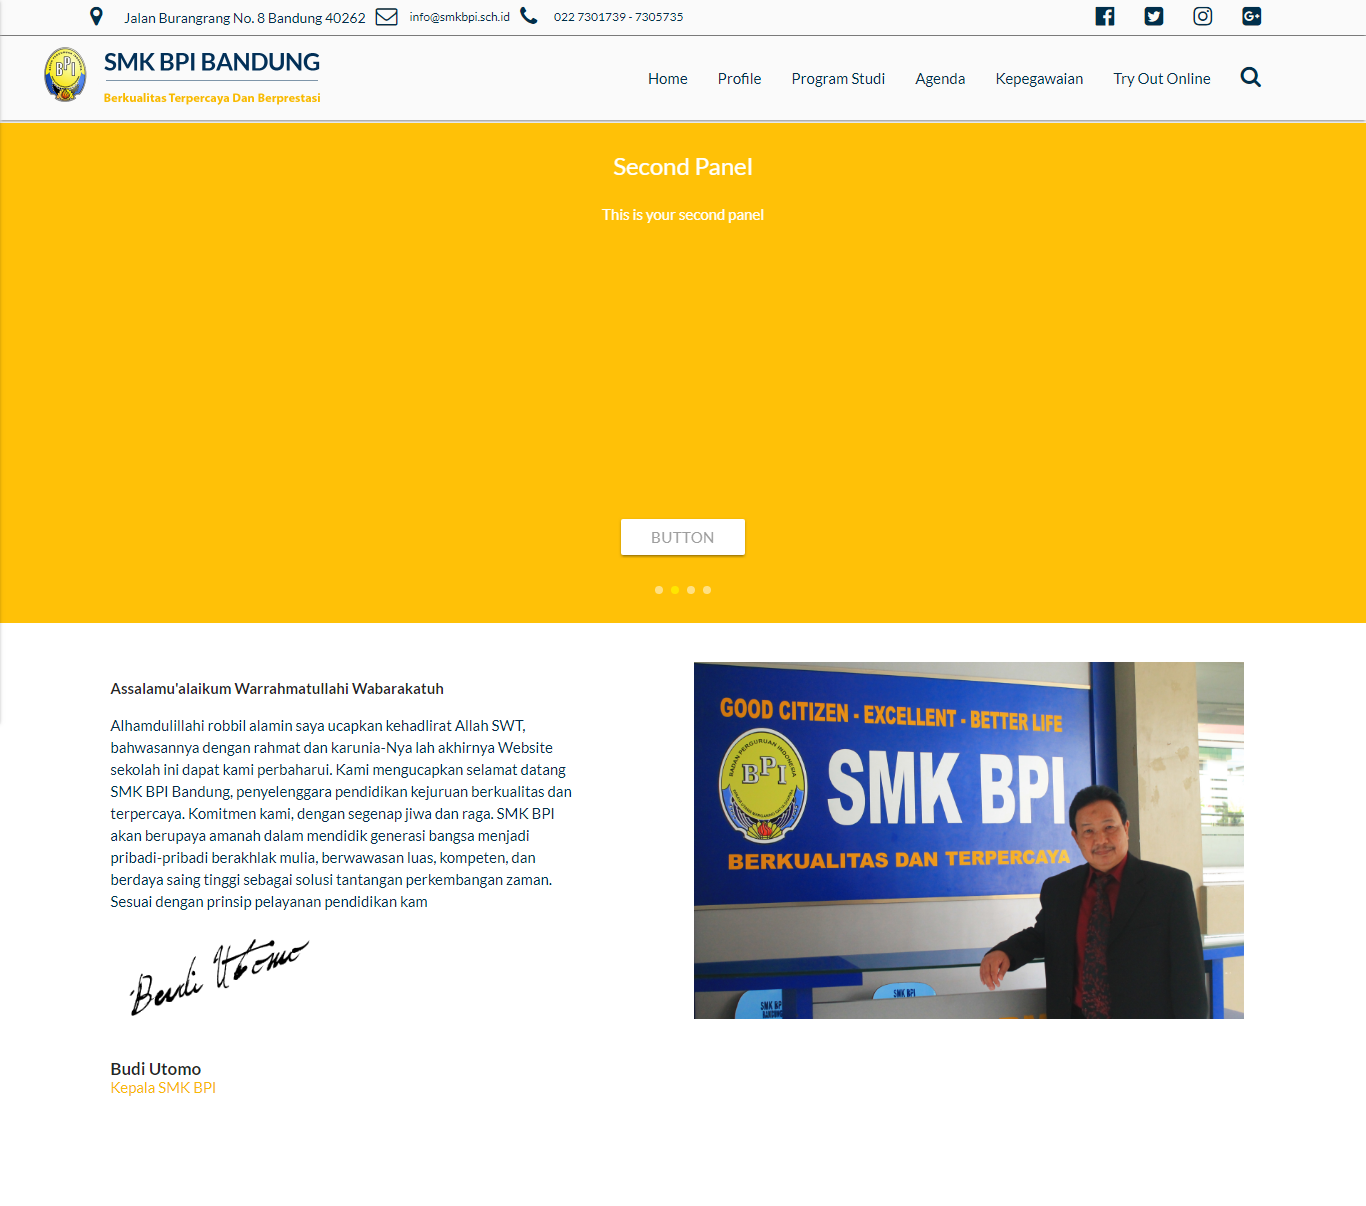 Jalan Burangrang No. 8 Bandung 40262 info@smkbpi.sch.id 022 7301739 - 7305735
SMK BPI BANDUNG
Berkualitas Terpercaya Dan Berprestasi
BPI
Home Profile Program Studi Agenda Kepegawaian Try Out Online
Second Panel
This is your second panel
BUTTON
Assalamu'alaikum Warrahmatullahi Wabarakatuh
Alhamdulillahi robbil alamin saya ucapkan kehadlirat Allah SWT,
bahwasannya dengan rahmat dan karunia-Nya lah akhirnya Website
sekolah ini dapat kami perbaharui. Kami mengucapkan selamat datang
SMK BPI Bandung, penyelenggara pendidikan kejuruan berkualitas dan
terpercaya. Komitmen kami, dengan segenap jiwa dan raga. SMK BPI
akan berupaya amanah dalam mendidik generasi bangsa menjadi
pribadi-pribadi berakhlak mulia, berwawasan luas, kompeten, dan
berdaya saing tinggi sebagai solusi tantangan perkembangan zaman.
Sesuai dengan prinsip pelayanan pendidikan kam
Budi Utomo
Budi Utomo
Kepala SMK BPI
GOOD CITIZEN - EXCELLENT - BETTER LIFE
BADAN PERGURUAN INDONESIA
BPI
SMK BPI
BERKUALITAS DAN TERPERCAYA
SMK BPI
SMK BPI